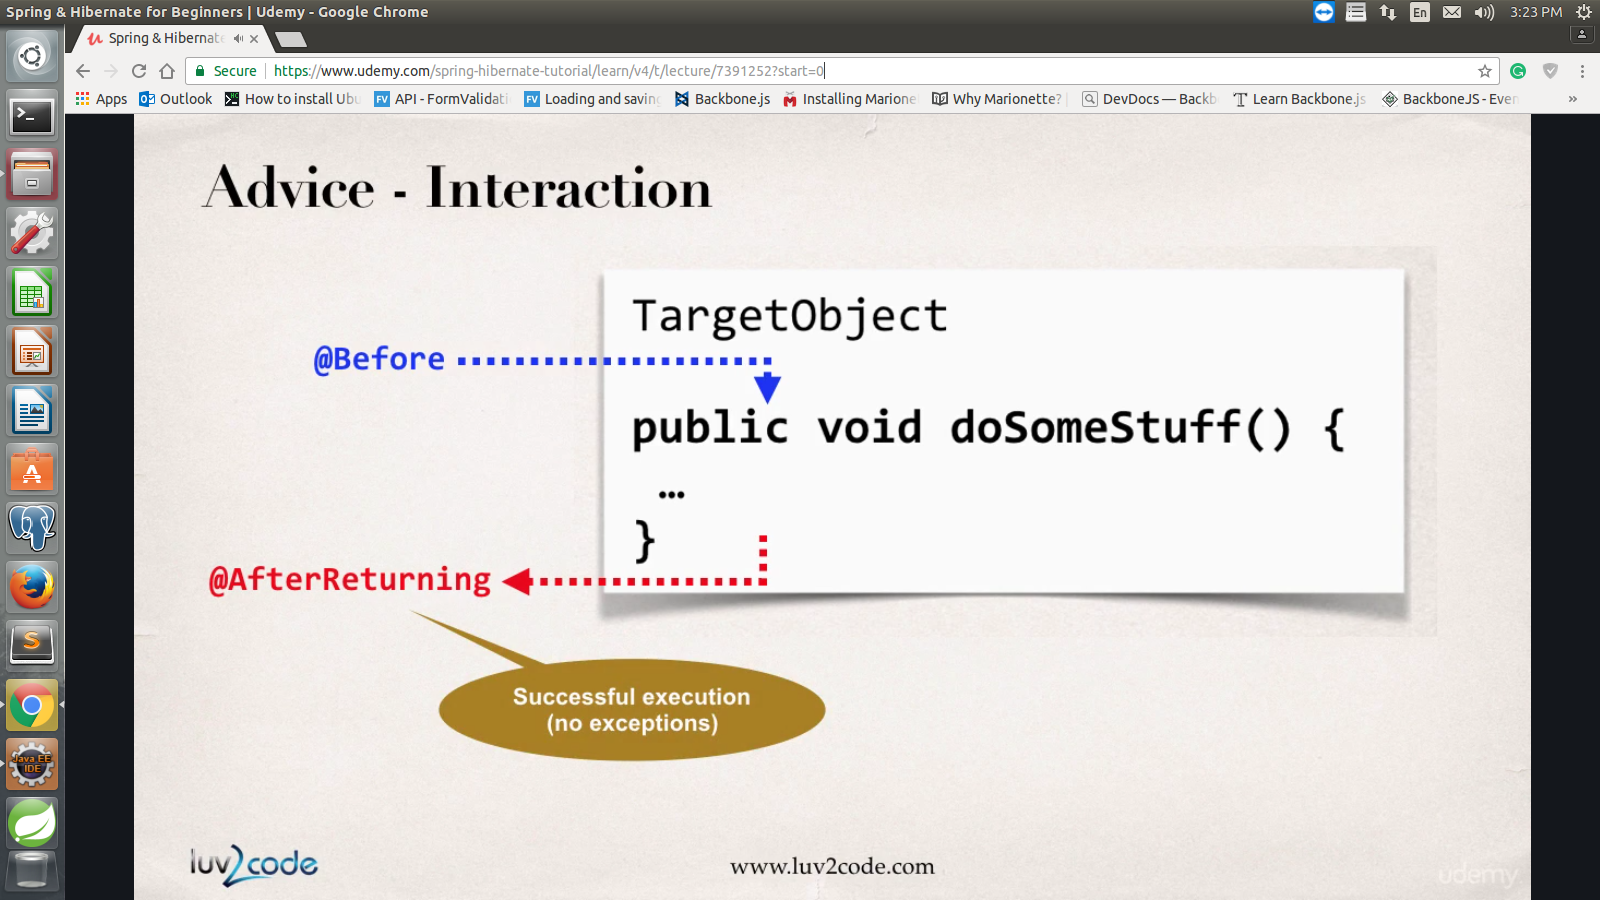 Spring & Hibernate for Beginners | Udemy - Google Chrome
En
3:23 PM
Spring & Hibernate
Secure
https://www.udemy.com/spring-hibernate-tutorial/learn/v4/t/lecture/7391252?start=0
Apps
Outlook
How to install Ubu
API - FormValidati
Loading and saving
Backbone.js
Installing Marione
Why Marionette?
DevDocs — Backb
Learn Backbone.js
BackboneJS - Even
»
Advice - Interaction
TargetObject
@Before
public void doSomeStuff() {
…
}
@AfterReturning
Successful execution
(no exceptions)
luv2code
www.luv2code.com
udemy
Java EE
IDE